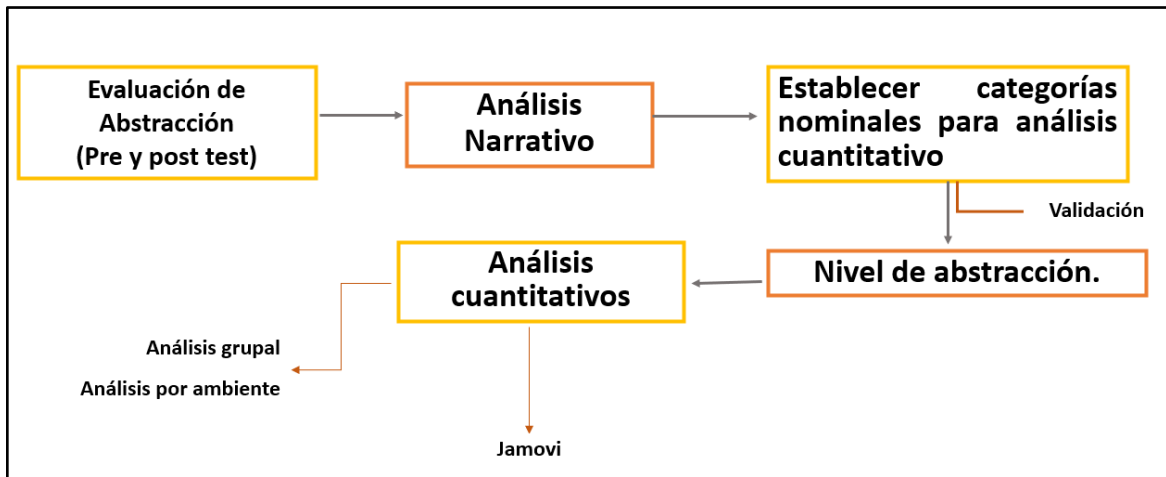 Evaluación de
Abstracción
(Pre y post test)
Análisis
Narrativo
Establecer categorías
nominales para análisis
cuantitativo
Validación
Nivel de abstracción.
Análisis
cuantitativos
Análisis grupal
Análisis por ambiente
Jamovi